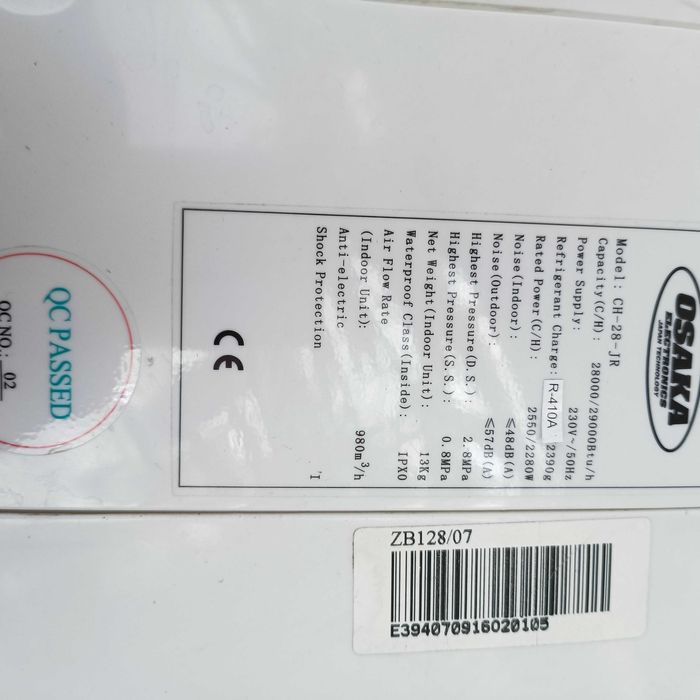 OSAKA
ELECTRONICS
JAPAN TECHNOLOGY
Model: CH-28-JR
Capacity(C/H): 28000/29000Btu/h
Power Supply: 230V~/50Hz
Refrigerant Charge: R-410A 2390g
Rated Power(C/H): 2550/2280W
Noise(Indoor): ≤48dB(A)
Noise(Outdoor): ≤57dB(A)
Highest Pressure(D.S.): 2.8MPa
Highest Pressure(S.S.): 0.8MPa
Net Weight(Indoor Unit): 13Kg
Waterproof Class(Inside): IPX0
Air Flow Rate
(Indoor Unit): 980m³/h
Anti-electric
Shock Protection 'I
CE
QC PASSED
QC NO.: 02
ZB128/07
E394070916020105